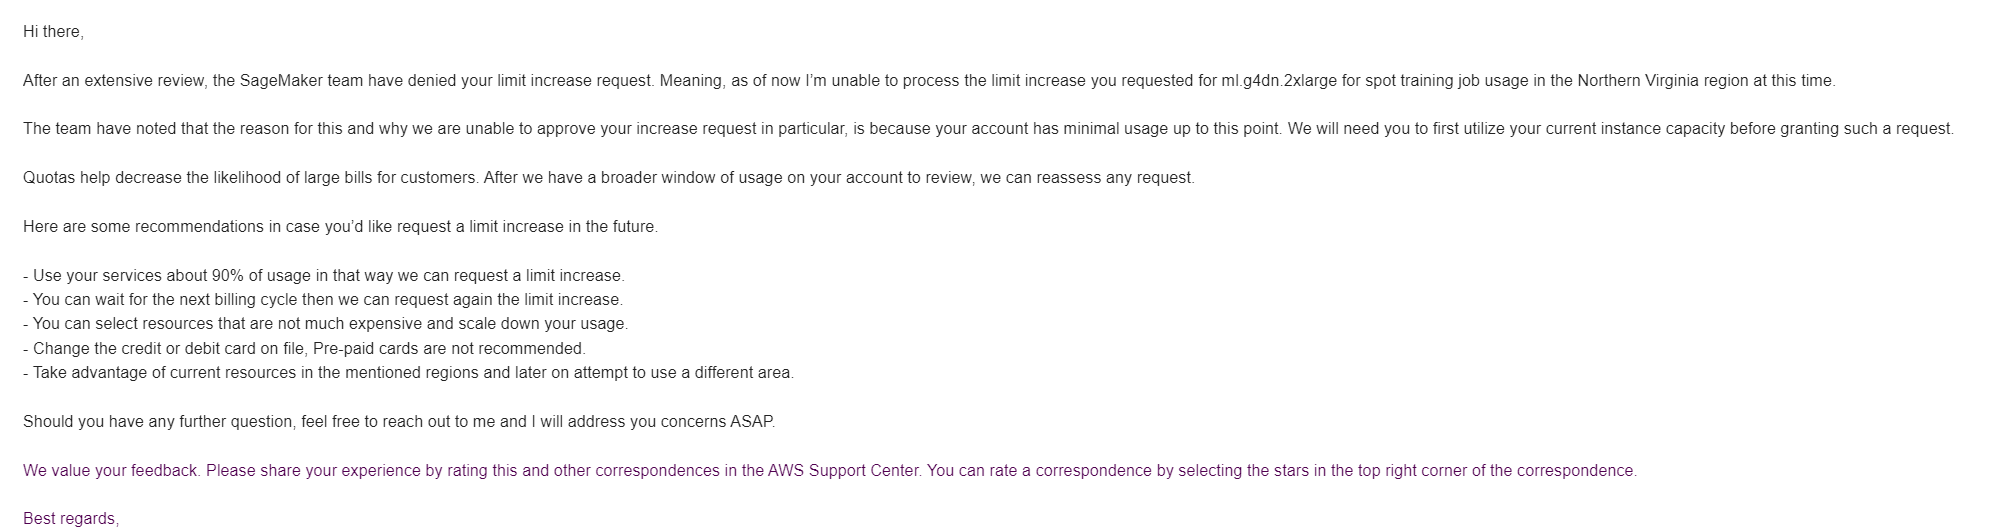 Hi there,
After an extensive review, the SageMaker team have denied your limit increase request. Meaning, as of now I'm unable to process the limit increase you requested for ml.g4dn.2xlarge for spot training job usage in the Northern Virginia region at this time.
The team have noted that the reason for this and why we are unable to approve your increase request in particular, is because your account has minimal usage up to this point. We will need you to first utilize your current instance capacity before granting such a request.
Quotas help decrease the likelihood of large bills for customers. After we have a broader window of usage on your account to review, we can reassess any request.
Here are some recommendations in case you'd like request a limit increase in the future.
- Use your services about 90% of usage in that way we can request a limit increase.
- You can wait for the next billing cycle then we can request again the limit increase.
- You can select resources that are not much expensive and scale down your usage.
- Change the credit or debit card on file, Pre-paid cards are not recommended.
- Take advantage of current resources in the mentioned regions and later on attempt to use a different area.
Should you have any further question, feel free to reach out to me and I will address you concerns ASAP.
We value your feedback. Please share your experience by rating this and other correspondences in the AWS Support Center. You can rate a correspondence by selecting the stars in the top right corner of the correspondence.
Best regards,